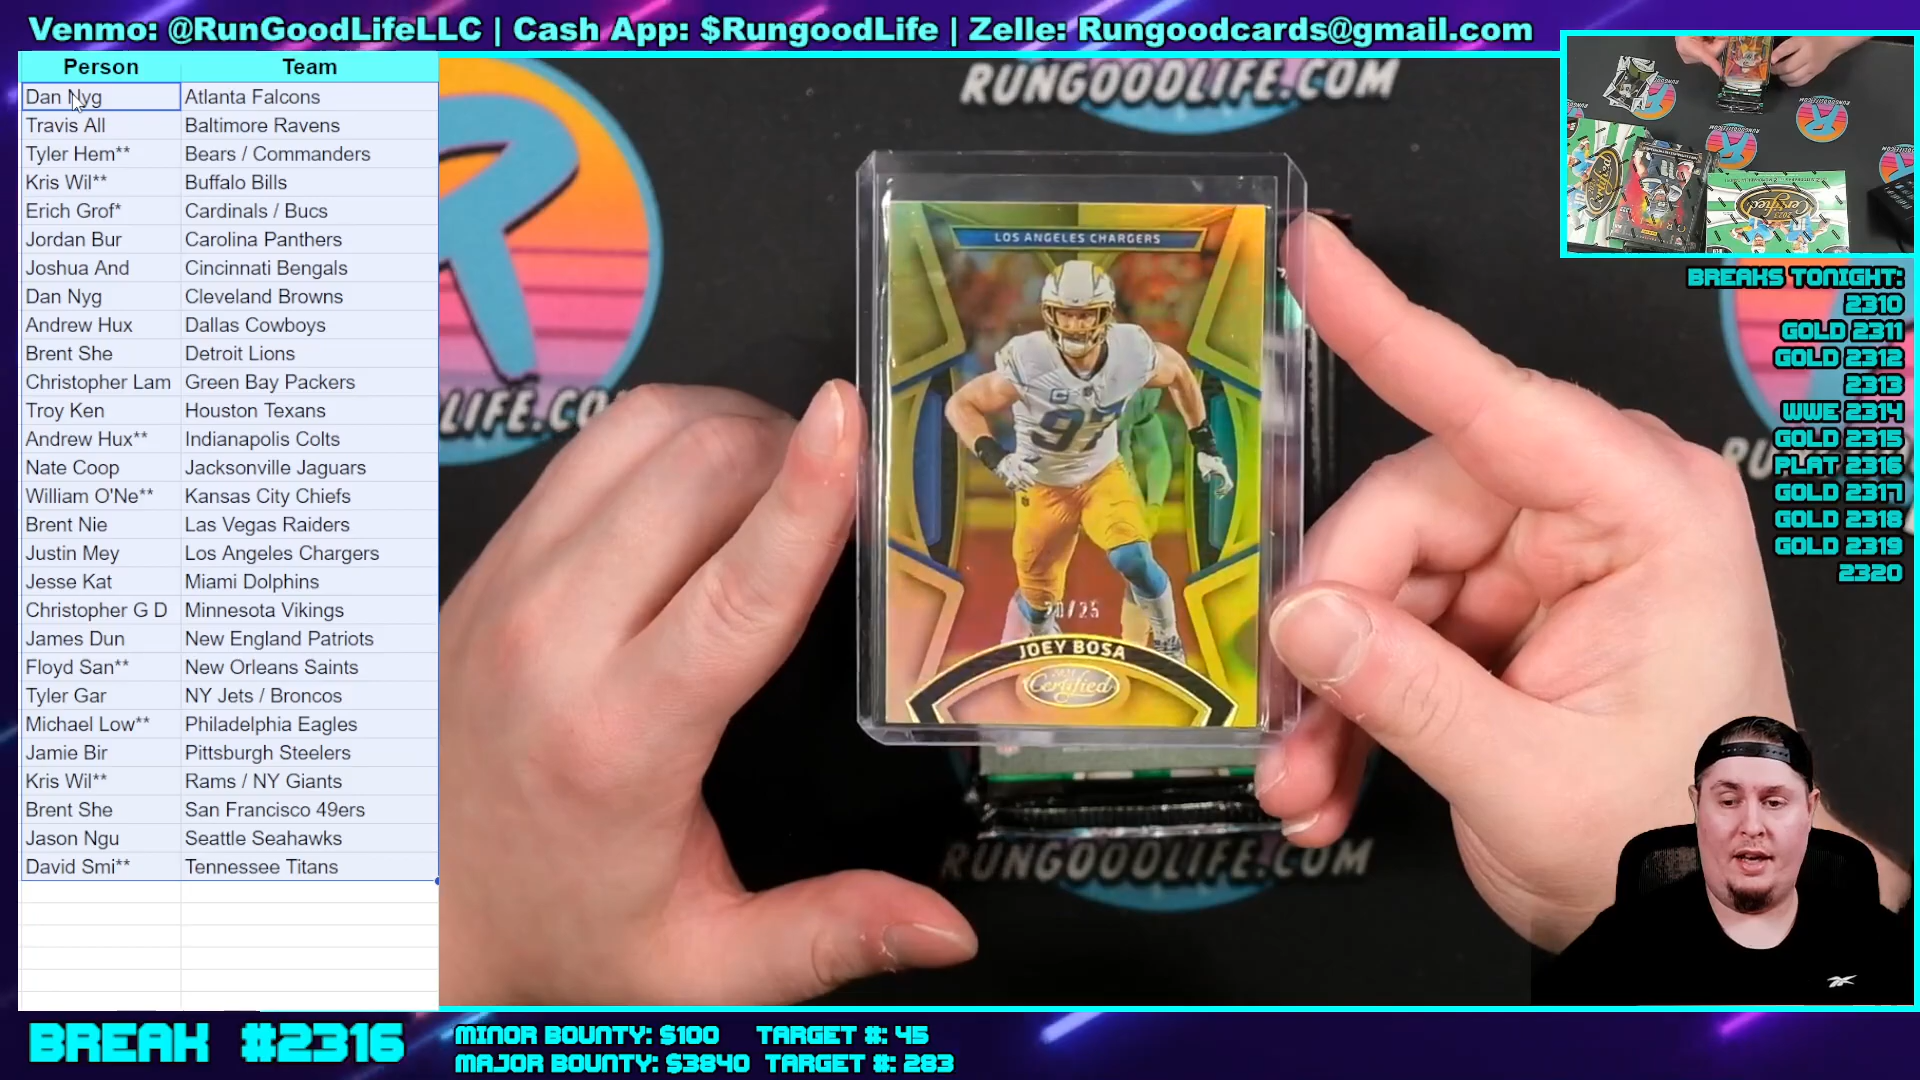 Venmo: @RunGoodLifeLLC | Cash App: $RungoodLife | Zelle: Rungoodcards@gmail.com
Person Team
Dan Nyg Atlanta Falcons
Travis All Baltimore Ravens
Tyler Hem** Bears / Commanders
Kris Wil** Buffalo Bills
Erich Grof* Cardinals / Bucs
Jordan Bur Carolina Panthers
Joshua And Cincinnati Bengals
Dan Nyg Cleveland Browns
Andrew Hux Dallas Cowboys
Brent She Detroit Lions
Christopher Lam Green Bay Packers
Troy Ken Houston Texans
Andrew Hux** Indianapolis Colts
Nate Coop Jacksonville Jaguars
William O'Ne** Kansas City Chiefs
Brent Nie Las Vegas Raiders
Justin Mey Los Angeles Chargers
Jesse Kat Miami Dolphins
Christopher G D Minnesota Vikings
James Dun New England Patriots
Floyd San** New Orleans Saints
Tyler Gar NY Jets / Broncos
Michael Low** Philadelphia Eagles
Jamie Bir Pittsburgh Steelers
Kris Wil** Rams / NY Giants
Brent She San Francisco 49ers
Jason Ngu Seattle Seahawks
David Smi** Tennessee Titans
RUNGOODLIFE.COM
LIFE.CO
LOS ANGELES CHARGERS
97
20/25
JOEY BOSA
Certified
RUNGOODLIFE.COM
BREAKS TONIGHT:
2310
GOLD 2311
GOLD 2312
2313
WWE 2314
GOLD 2315
PLAT 2316
GOLD 2317
GOLD 2318
GOLD 2319
2320
BREAK #2316
MINOR BOUNTY: $100 TARGET #: 45
MAJOR BOUNTY: $3840 TARGET #: 283